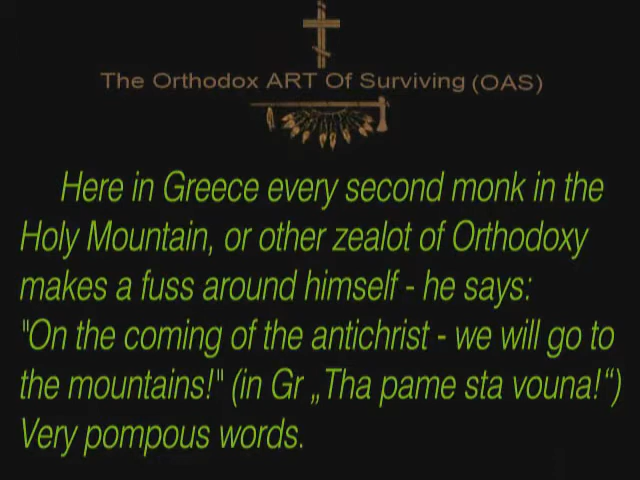 The Orthodox ART Of Surviving (OAS)
Here in Greece every second monk in the
Holy Mountain, or other zealot of Orthodoxy
makes a fuss around himself - he says:
"On the coming of the antichrist - we will go to
the mountains!" (in Gr „Tha pame sta vouna!“)
Very pompous words.